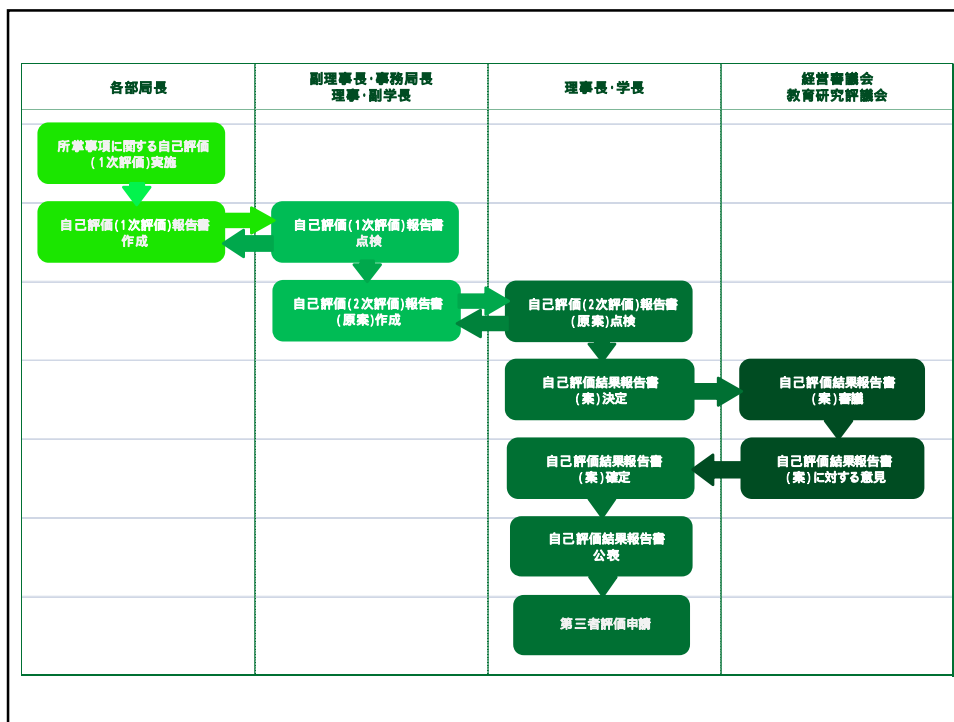 各部局長
副理事長・事務局長
理事・副学長
理事長・学長
経営審議会
教育研究評議会
所掌事項に関する自己評価
(1次評価)実施
自己評価(1次評価)報告書
作成
自己評価(1次評価)報告書
点検
自己評価(2次評価)報告書
(原案)作成
自己評価(2次評価)報告書
(原案)点検
自己評価結果報告書
(案)決定
自己評価結果報告書
(案)審議
自己評価結果報告書
(案)確定
自己評価結果報告書
(案)に対する意見
自己評価結果報告書
公表
第三者評価申請